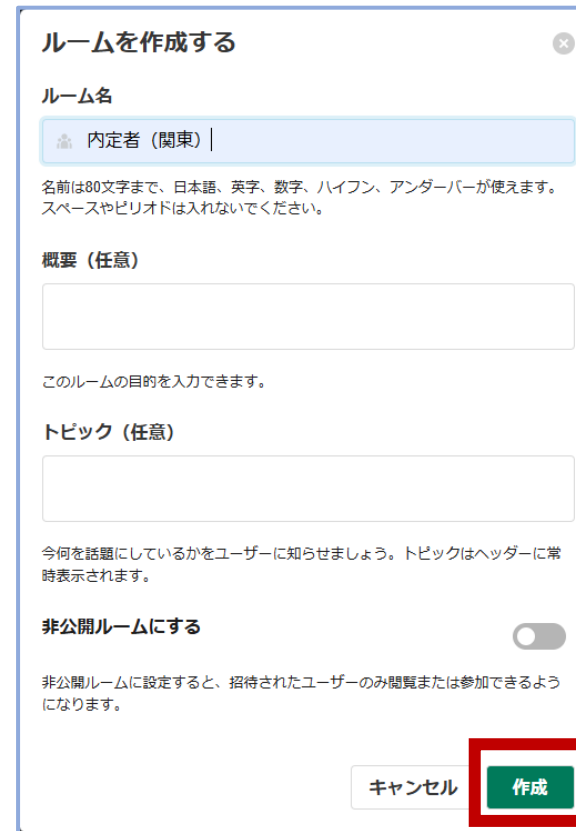 ルームを作成する
ルーム名
内定者（関東）
名前は80文字まで、日本語、英字、数字、ハイフン、アンダーバーが使えます。
スペースやピリオドは入れないでください。
概要（任意）
このルームの目的を入力できます。
トピック（任意）
今何を話題にしているかをユーザーに知らせましょう。トピックはヘッダーに常
時表示されます。
非公開ルームにする
非公開ルームに設定すると、招待されたユーザーのみ閲覧または参加できるよう
になります。
キャンセル 作成